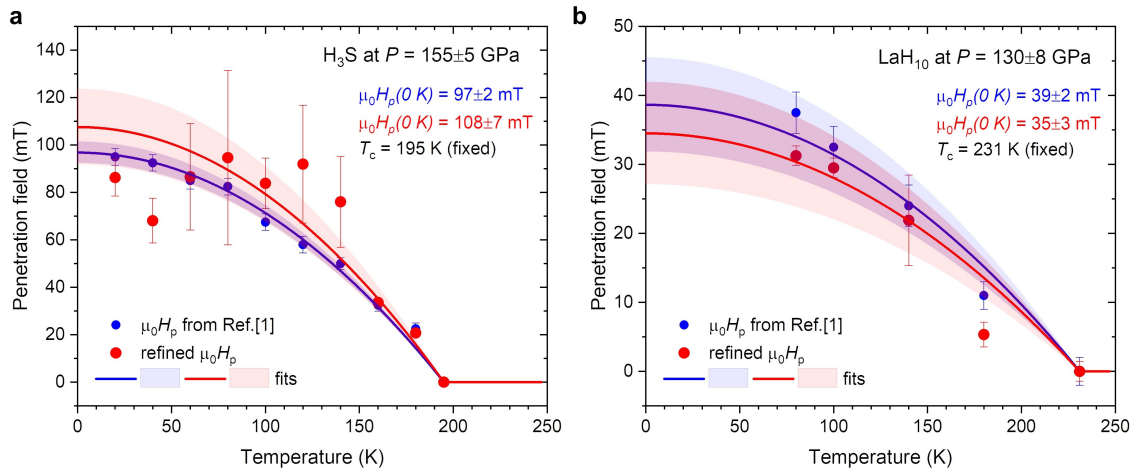 a
H₃S at P = 155±5 GPa
μ₀Hₚ(0 K) = 97±2 mT
μ₀Hₚ(0 K) = 108±7 mT
T꜀ = 195 K (fixed)
Penetration field (mT)
140
120
100
80
60
40
20
0
μ₀Hₚ from Ref.[1]
refined μ₀Hₚ
fits
0 50 100 150 200 250
Temperature (K)
b
LaH₁₀ at P = 130±8 GPa
μ₀Hₚ(0 K) = 39±2 mT
μ₀Hₚ(0 K) = 35±3 mT
T꜀ = 231 K (fixed)
Penetration field (mT)
50
40
30
20
10
0
μ₀Hₚ from Ref.[1]
refined μ₀Hₚ
fits
0 50 100 150 200 250
Temperature (K)